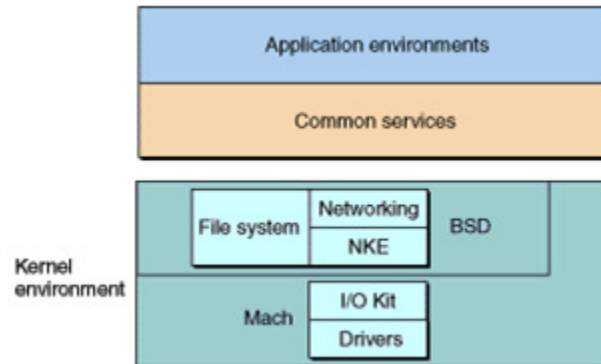 Application environments
Common services
File system
Networking
NKE
BSD
Kernel
environment
Mach
I/O Kit
Drivers